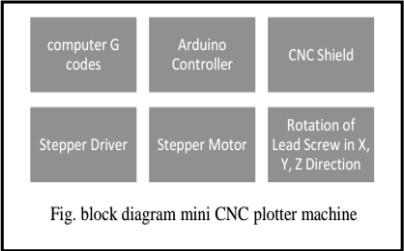 computer G
codes
Arduino
Controller
CNC Shield
Stepper Driver
Stepper Motor
Rotation of
Lead Screw in X,
Y, Z Direction
Fig. block diagram mini CNC plotter machine